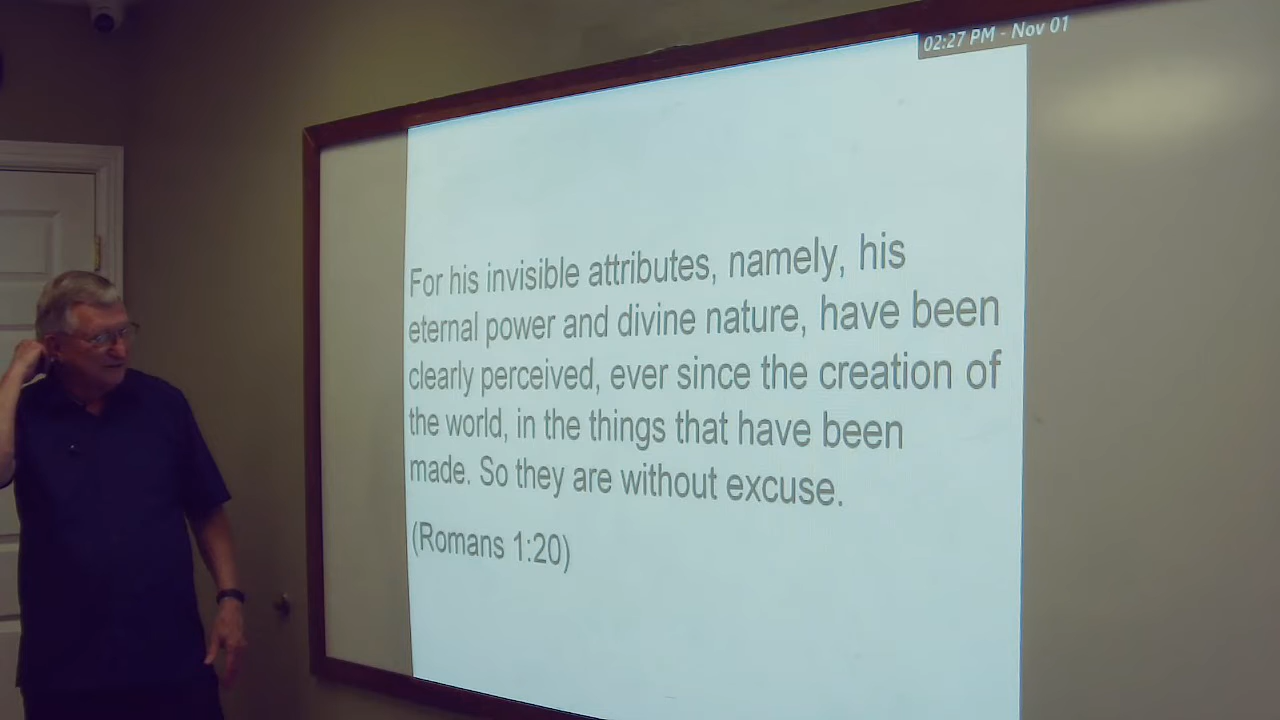 02:27 PM - Nov 01
For his invisible attributes, namely, his
eternal power and divine nature, have been
clearly perceived, ever since the creation of
the world, in the things that have been
made. So they are without excuse.
(Romans 1:20)